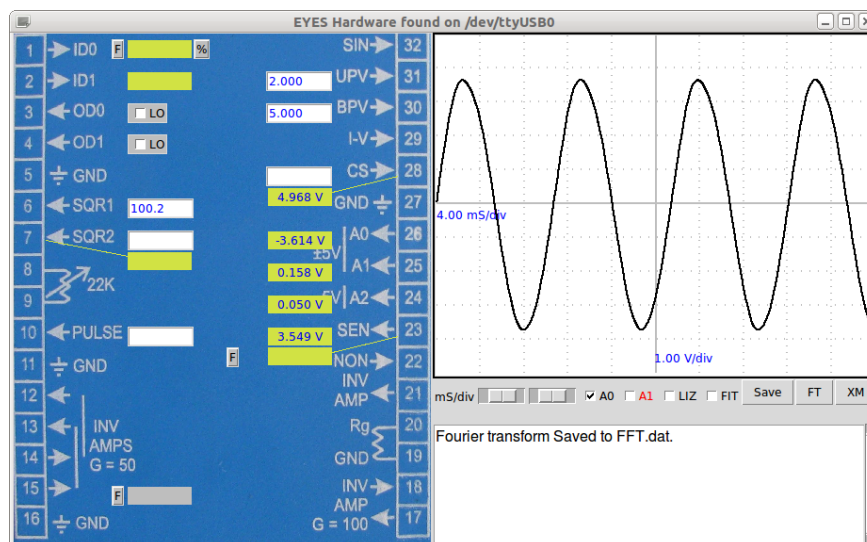 EYES Hardware found on /dev/ttyUSB0
1 ID0 F % SIN 32
2 ID1 2.000 UPV 31
3 OD0 LO 5.000 BPV 30
4 OD1 LO I-V 29
5 GND CS 28
4.968 V
6 SQR1 100.2 GND 27
7 SQR2 -3.614 V A0 26
±5V
8 0.158 V A1 25
22K
9 0.050 V 5V A2 24
10 PULSE 3.549 V SEN 23
11 GND F NON 22
12 INV AMP 21
13 INV Rg 20
14 AMPS G = 50 GND 19
15 F INV 18
16 GND AMP G = 100 17
4.00 mS/div
1.00 V/div
mS/div A0 A1 LIZ FIT Save FT XM
Fourier transform Saved to FFT.dat.